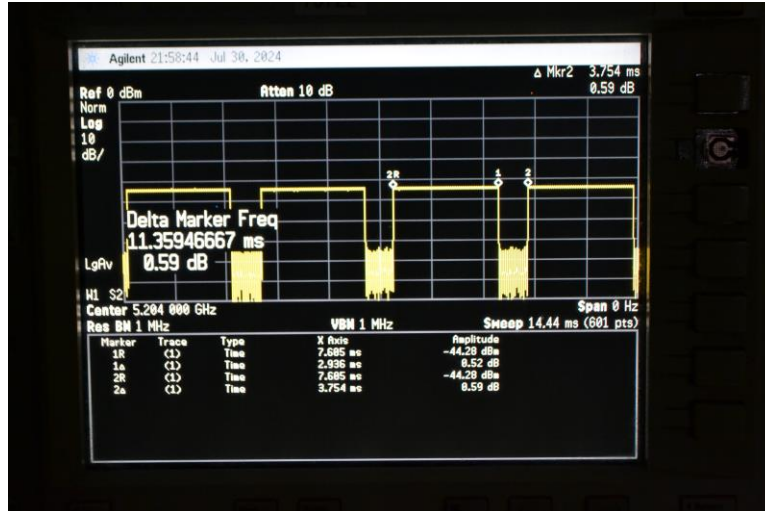 Agilent 21:58:44 Jul 30, 2024
Δ Mkr2 3.754 ms
Ref 0 dBm Atten 10 dB 0.59 dB
Norm
Log
10
dB/
2R 1 2
Delta Marker Freq
11.35946667 ms
0.59 dB
LgAv
W1 S2
Center 5.204 000 GHz Span 0 Hz
Res BW 1 MHz VBW 1 MHz Sweep 14.44 ms (601 pts)
Marker Trace Type X Axis Amplitude
1R (1) Time 7.605 ms -44.28 dBm
1Δ (1) Time 2.936 ms 0.52 dB
2R (1) Time 7.605 ms -44.28 dBm
2Δ (1) Time 3.754 ms 0.59 dB